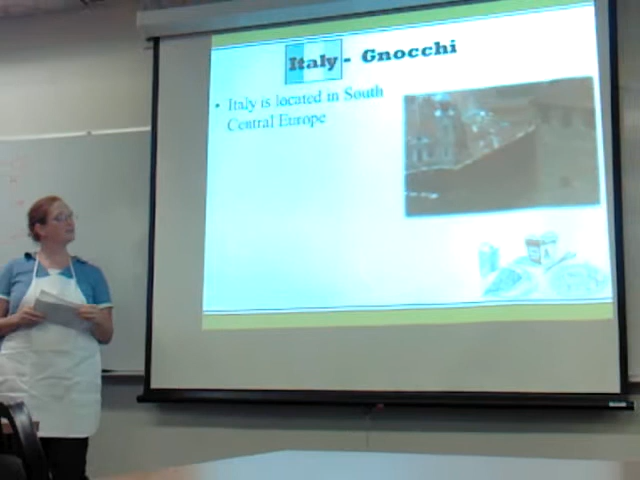 Italy - Gnocchi
• Italy is located in South
Central Europe